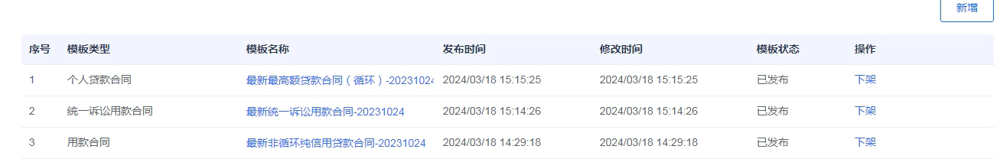 新增
序号 模板类型 模板名称 发布时间 修改时间 模板状态 操作
1 个人贷款合同 最新最高额贷款合同（循环）-20231024 2024/03/18 15:15:25 2024/03/18 15:15:25 已发布 下架
2 统一诉讼用款合同 最新统一诉讼用款合同-20231024 2024/03/18 15:14:26 2024/03/18 15:14:26 已发布 下架
3 用款合同 最新非循环纯信用贷款合同-20231024 2024/03/18 14:29:18 2024/03/18 14:29:18 已发布 下架